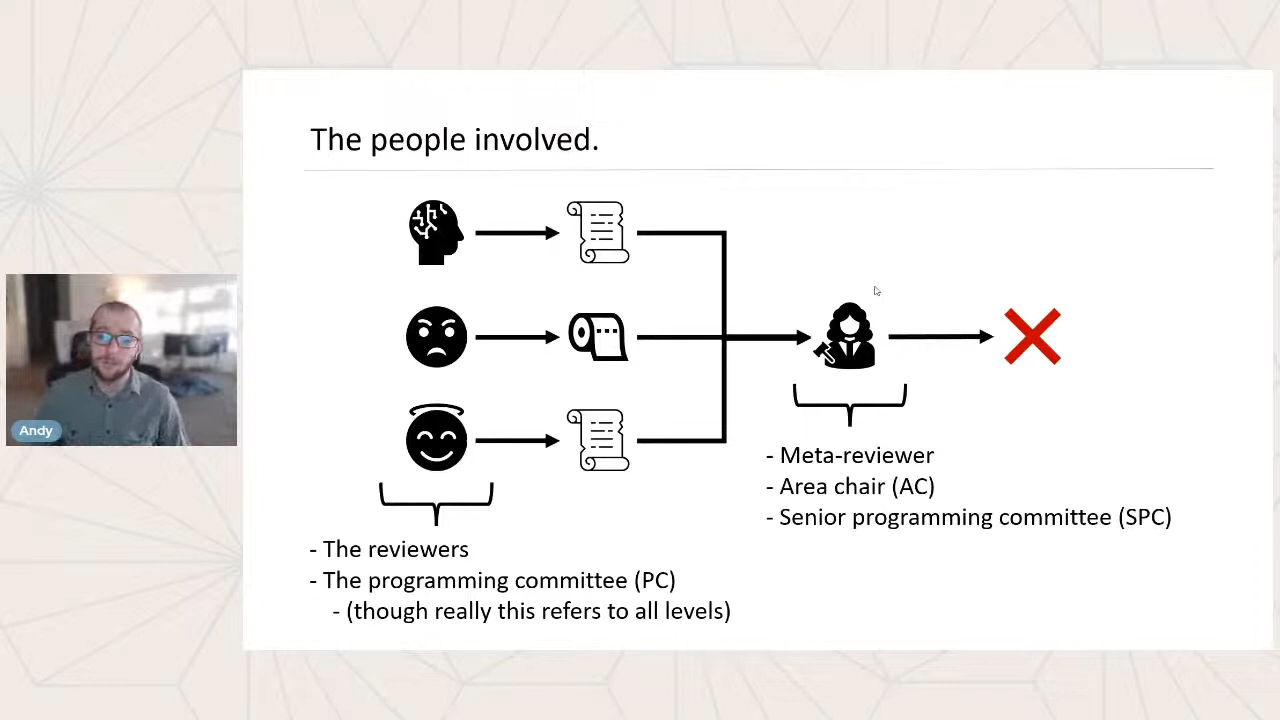 The people involved.
Andy
- Meta-reviewer
- Area chair (AC)
- Senior programming committee (SPC)
- The reviewers
- The programming committee (PC)
- (though really this refers to all levels)